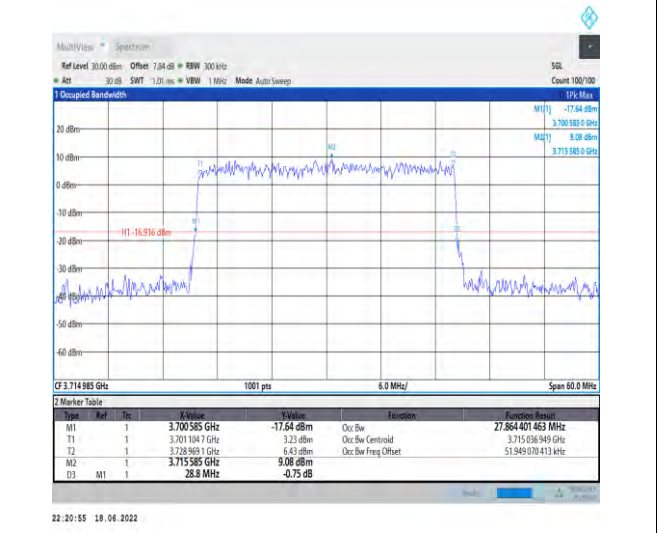 MultiView Spectrum
Ref Level 30.00 dBm Offset 7.84 dB RBW 300 kHz SGL
Att 30 dB SWT 1.01 ms VBW 1 MHz Mode Auto Sweep Count 100/100
1 Occupied Bandwidth 1Pk Max
M1[1] -17.64 dBm
3.700 585 0 GHz
M2[1] 9.08 dBm
3.715 585 0 GHz
20 dBm
M2
10 dBm
T1
0 dBm
-10 dBm
M1
H1 -16.916 dBm
-20 dBm
-30 dBm
-40 dBm
-50 dBm
-60 dBm
CF 3.714 985 GHz 1001 pts 6.0 MHz/ Span 60.0 MHz
2 Marker Table
Type Ref Trc X-Value Y-Value Function Function Result
M1 1 3.700 585 GHz -17.64 dBm Occ Bw 27.864 401 463 MHz
T1 1 3.701 104 7 GHz 3.23 dBm Occ Bw Centroid 3.715 036 949 GHz
T2 1 3.728 969 1 GHz 6.43 dBm Occ Bw Freq Offset 51.949 070 413 kHz
M2 1 3.715 585 GHz 9.08 dBm
D3 M1 1 28.8 MHz -0.75 dB
22:20:55 18.06.2022